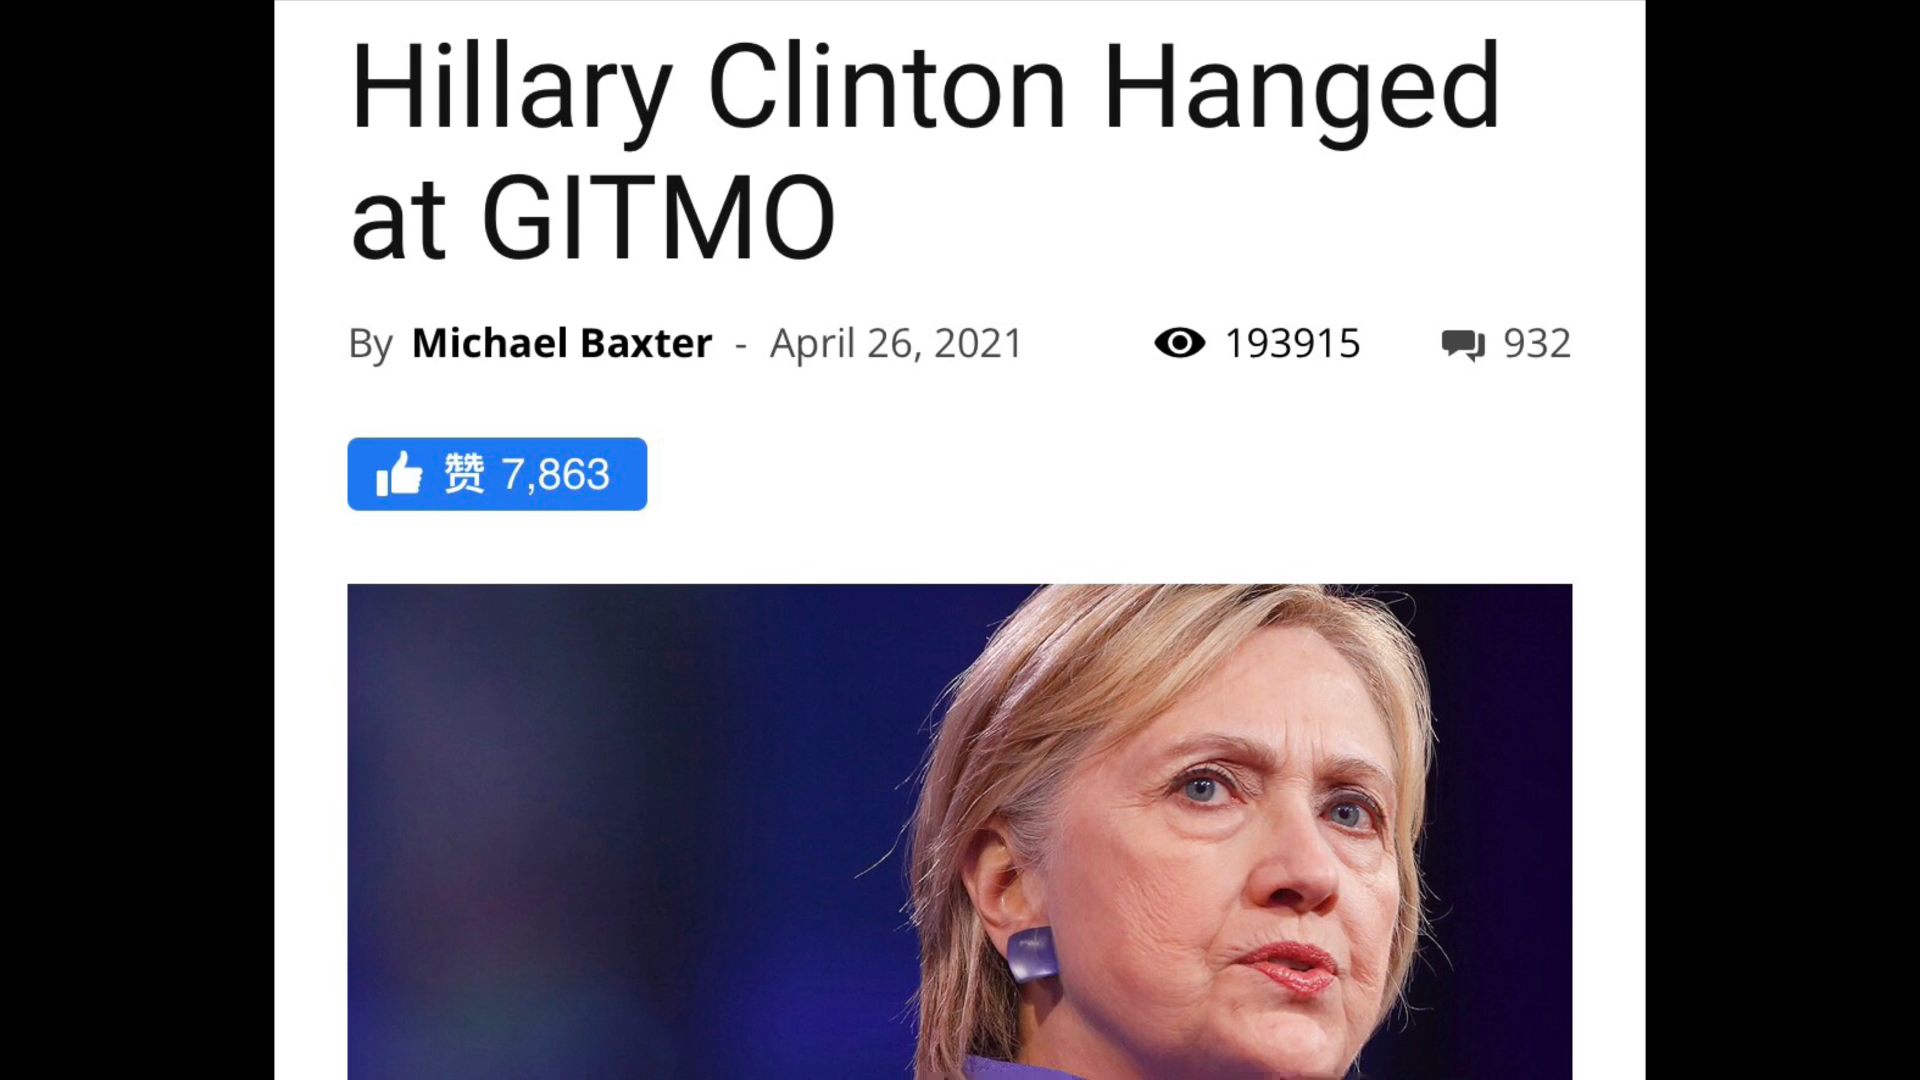 Hillary Clinton Hanged
at GITMO
By Michael Baxter - April 26, 2021 193915 932
赞 7,863